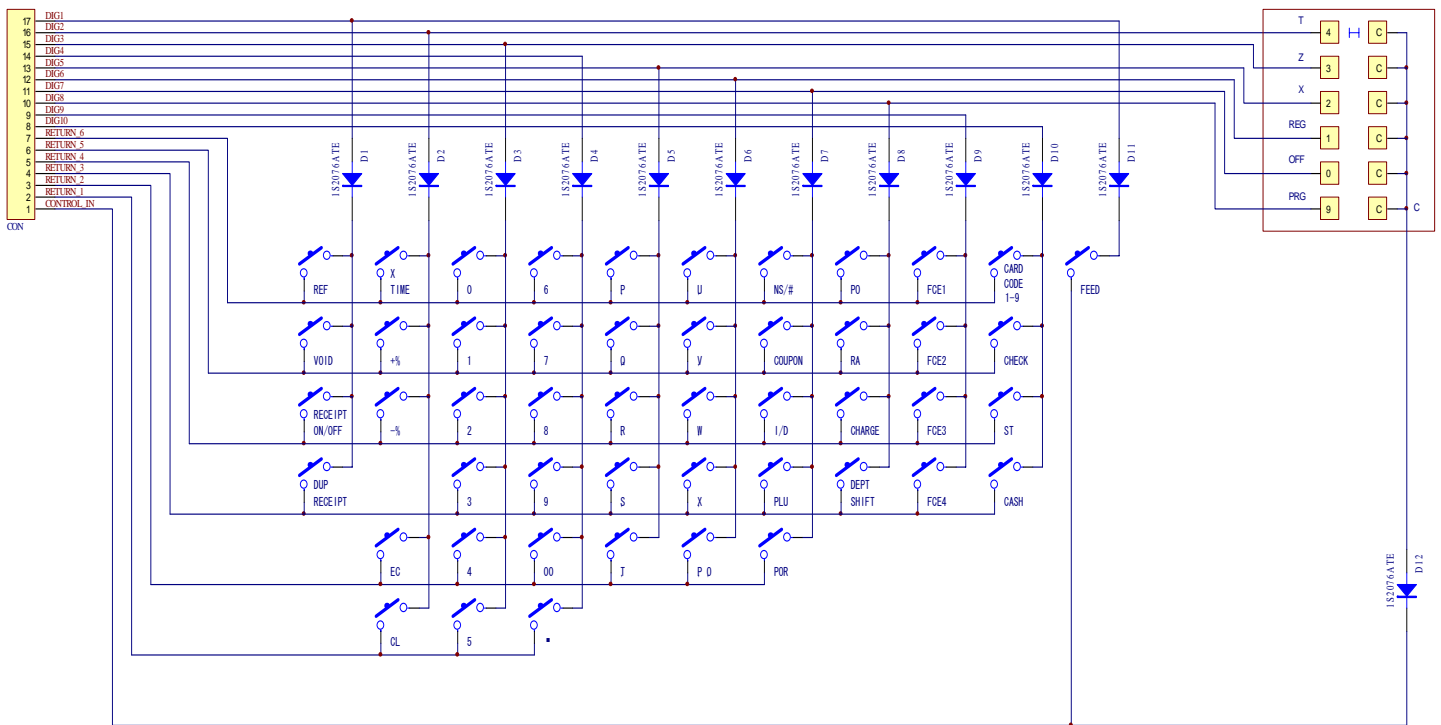 17 DIG1
16 DIG2
15 DIG3
14 DIG4
13 DIG5
12 DIG6
11 DIG7
10 DIG8
9 DIG9
8 DIG10
7 RETURN_6
6 RETURN_5
5 RETURN_4
4 RETURN_3
3 RETURN_2
2 RETURN_1
1 CONTROL_IN
CON
T 4 C
Z 3 C
X 2 C
REG 1 C
OFF 0 C
PRG 9 C C
1S2076ATE D1
1S2076ATE D2
1S2076ATE D3
1S2076ATE D4
1S2076ATE D5
1S2076ATE D6
1S2076ATE D7
1S2076ATE D8
1S2076ATE D9
1S2076ATE D10
1S2076ATE D11
REF
X
TIME
0
6
P
U
NS/#
PO
FCE1
CARD
CODE
1-9
FEED
VOID
+%
1
7
Q
V
COUPON
RA
FCE2
CHECK
RECEIPT
ON/OFF
-%
2
8
R
W
I/D
CHARGE
FCE3
ST
DUP
RECEIPT
3
9
S
X
PLU
DEPT
SHIFT
FCE4
CASH
EC
4
00
T
P O
POR
CL
5
.
1S2076ATE D12